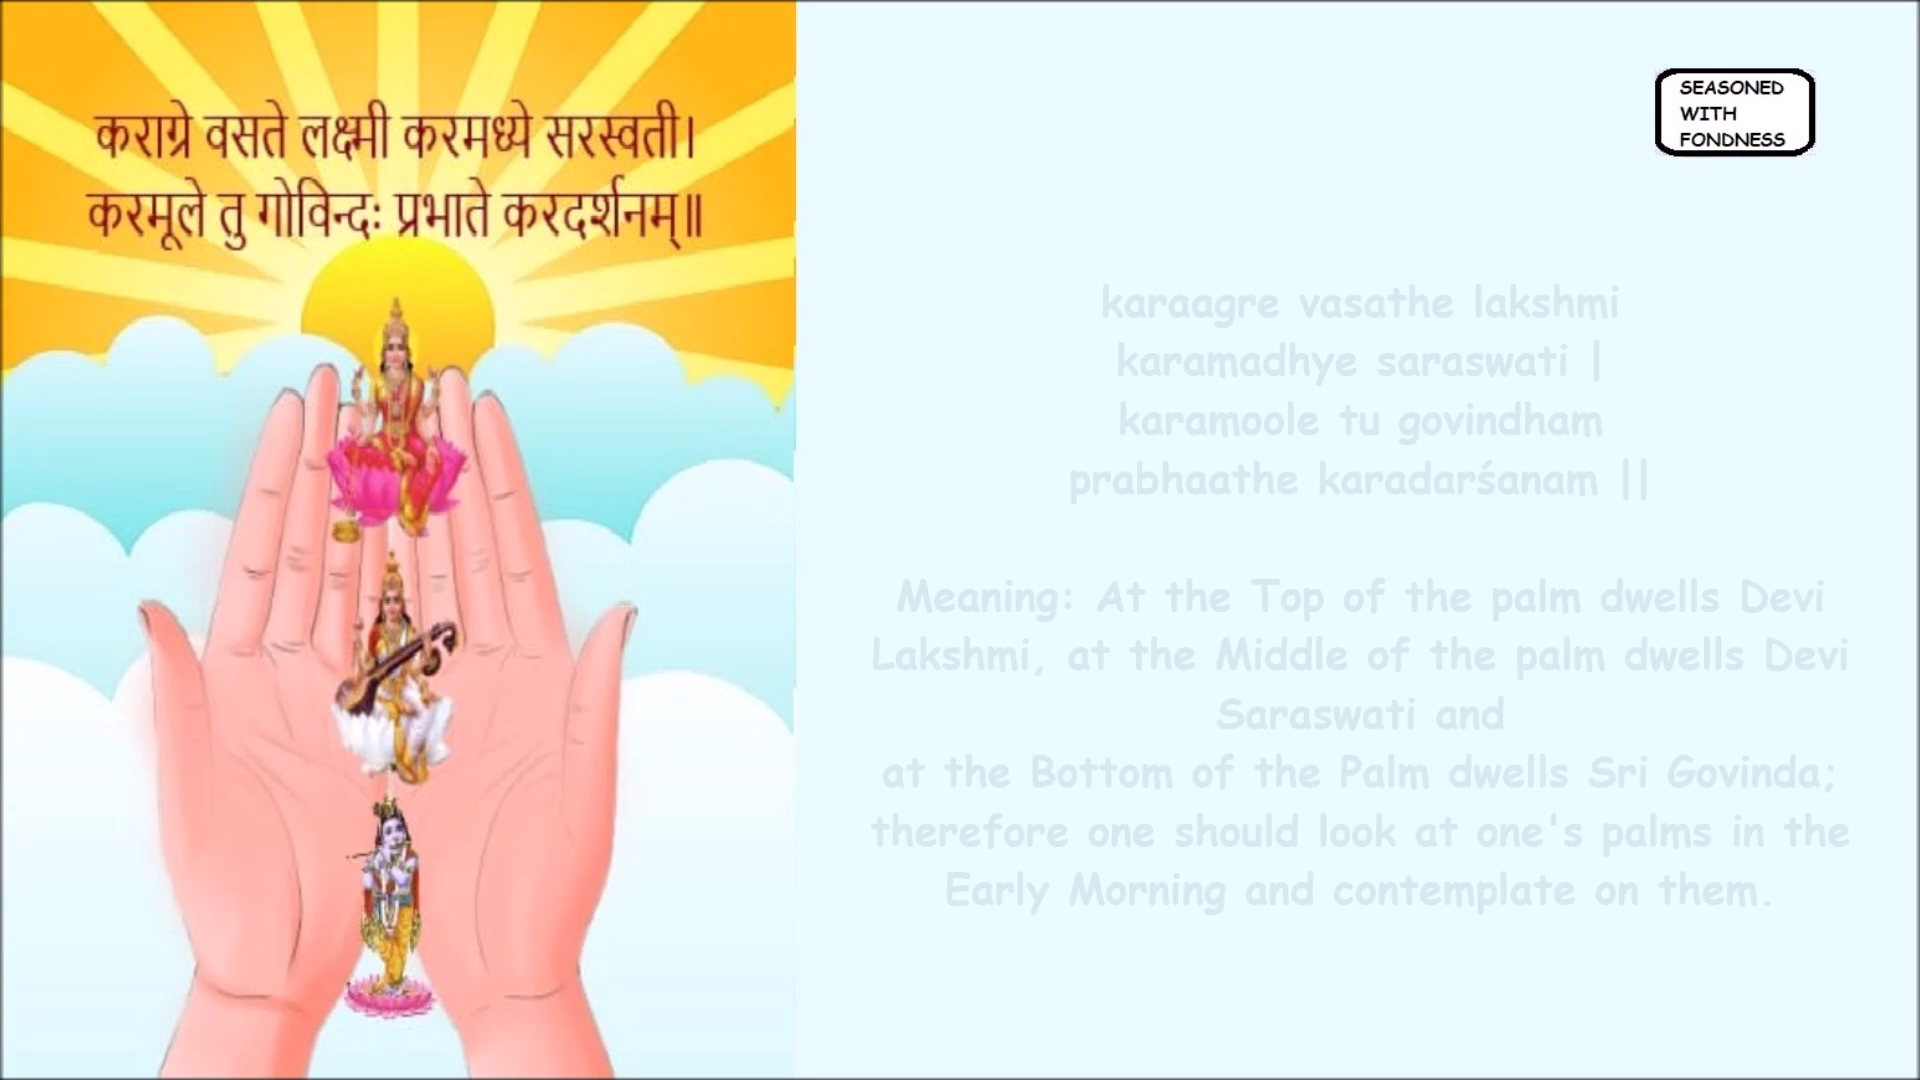 कराग्रे वसते लक्ष्मी करमध्ये सरस्वती।
करमूले तु गोविन्दः प्रभाते करदर्शनम्॥
SEASONED
WITH
FONDNESS
karaagre vasathe lakshmi
karamadhye saraswati |
karamoole tu govindham
prabhaathe karadarśanam ||
Meaning: At the Top of the palm dwells Devi
Lakshmi, at the Middle of the palm dwells Devi
Saraswati and
at the Bottom of the Palm dwells Sri Govinda;
therefore one should look at one's palms in the
Early Morning and contemplate on them.